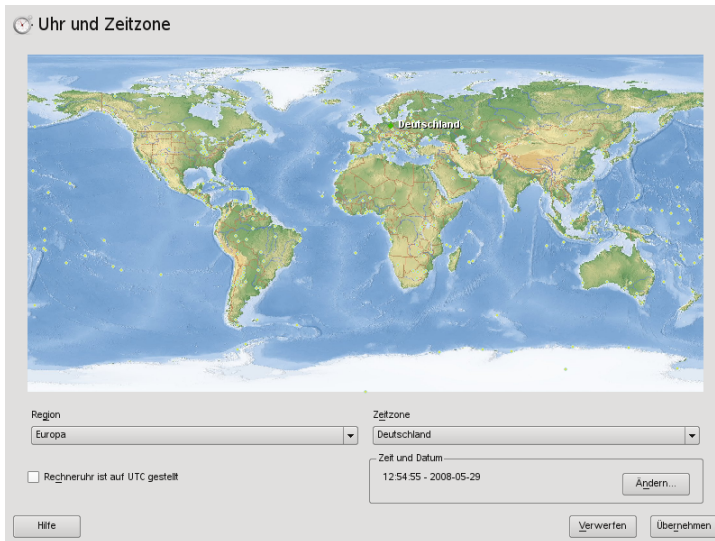 Uhr und Zeitzone
Deutschland
Region
Zeitzone
Europa
Deutschland
Rechneruhr ist auf UTC gestellt
Zeit und Datum
12:54:55 - 2008-05-29
Ändern...
Hilfe
Verwerfen
Übernehmen